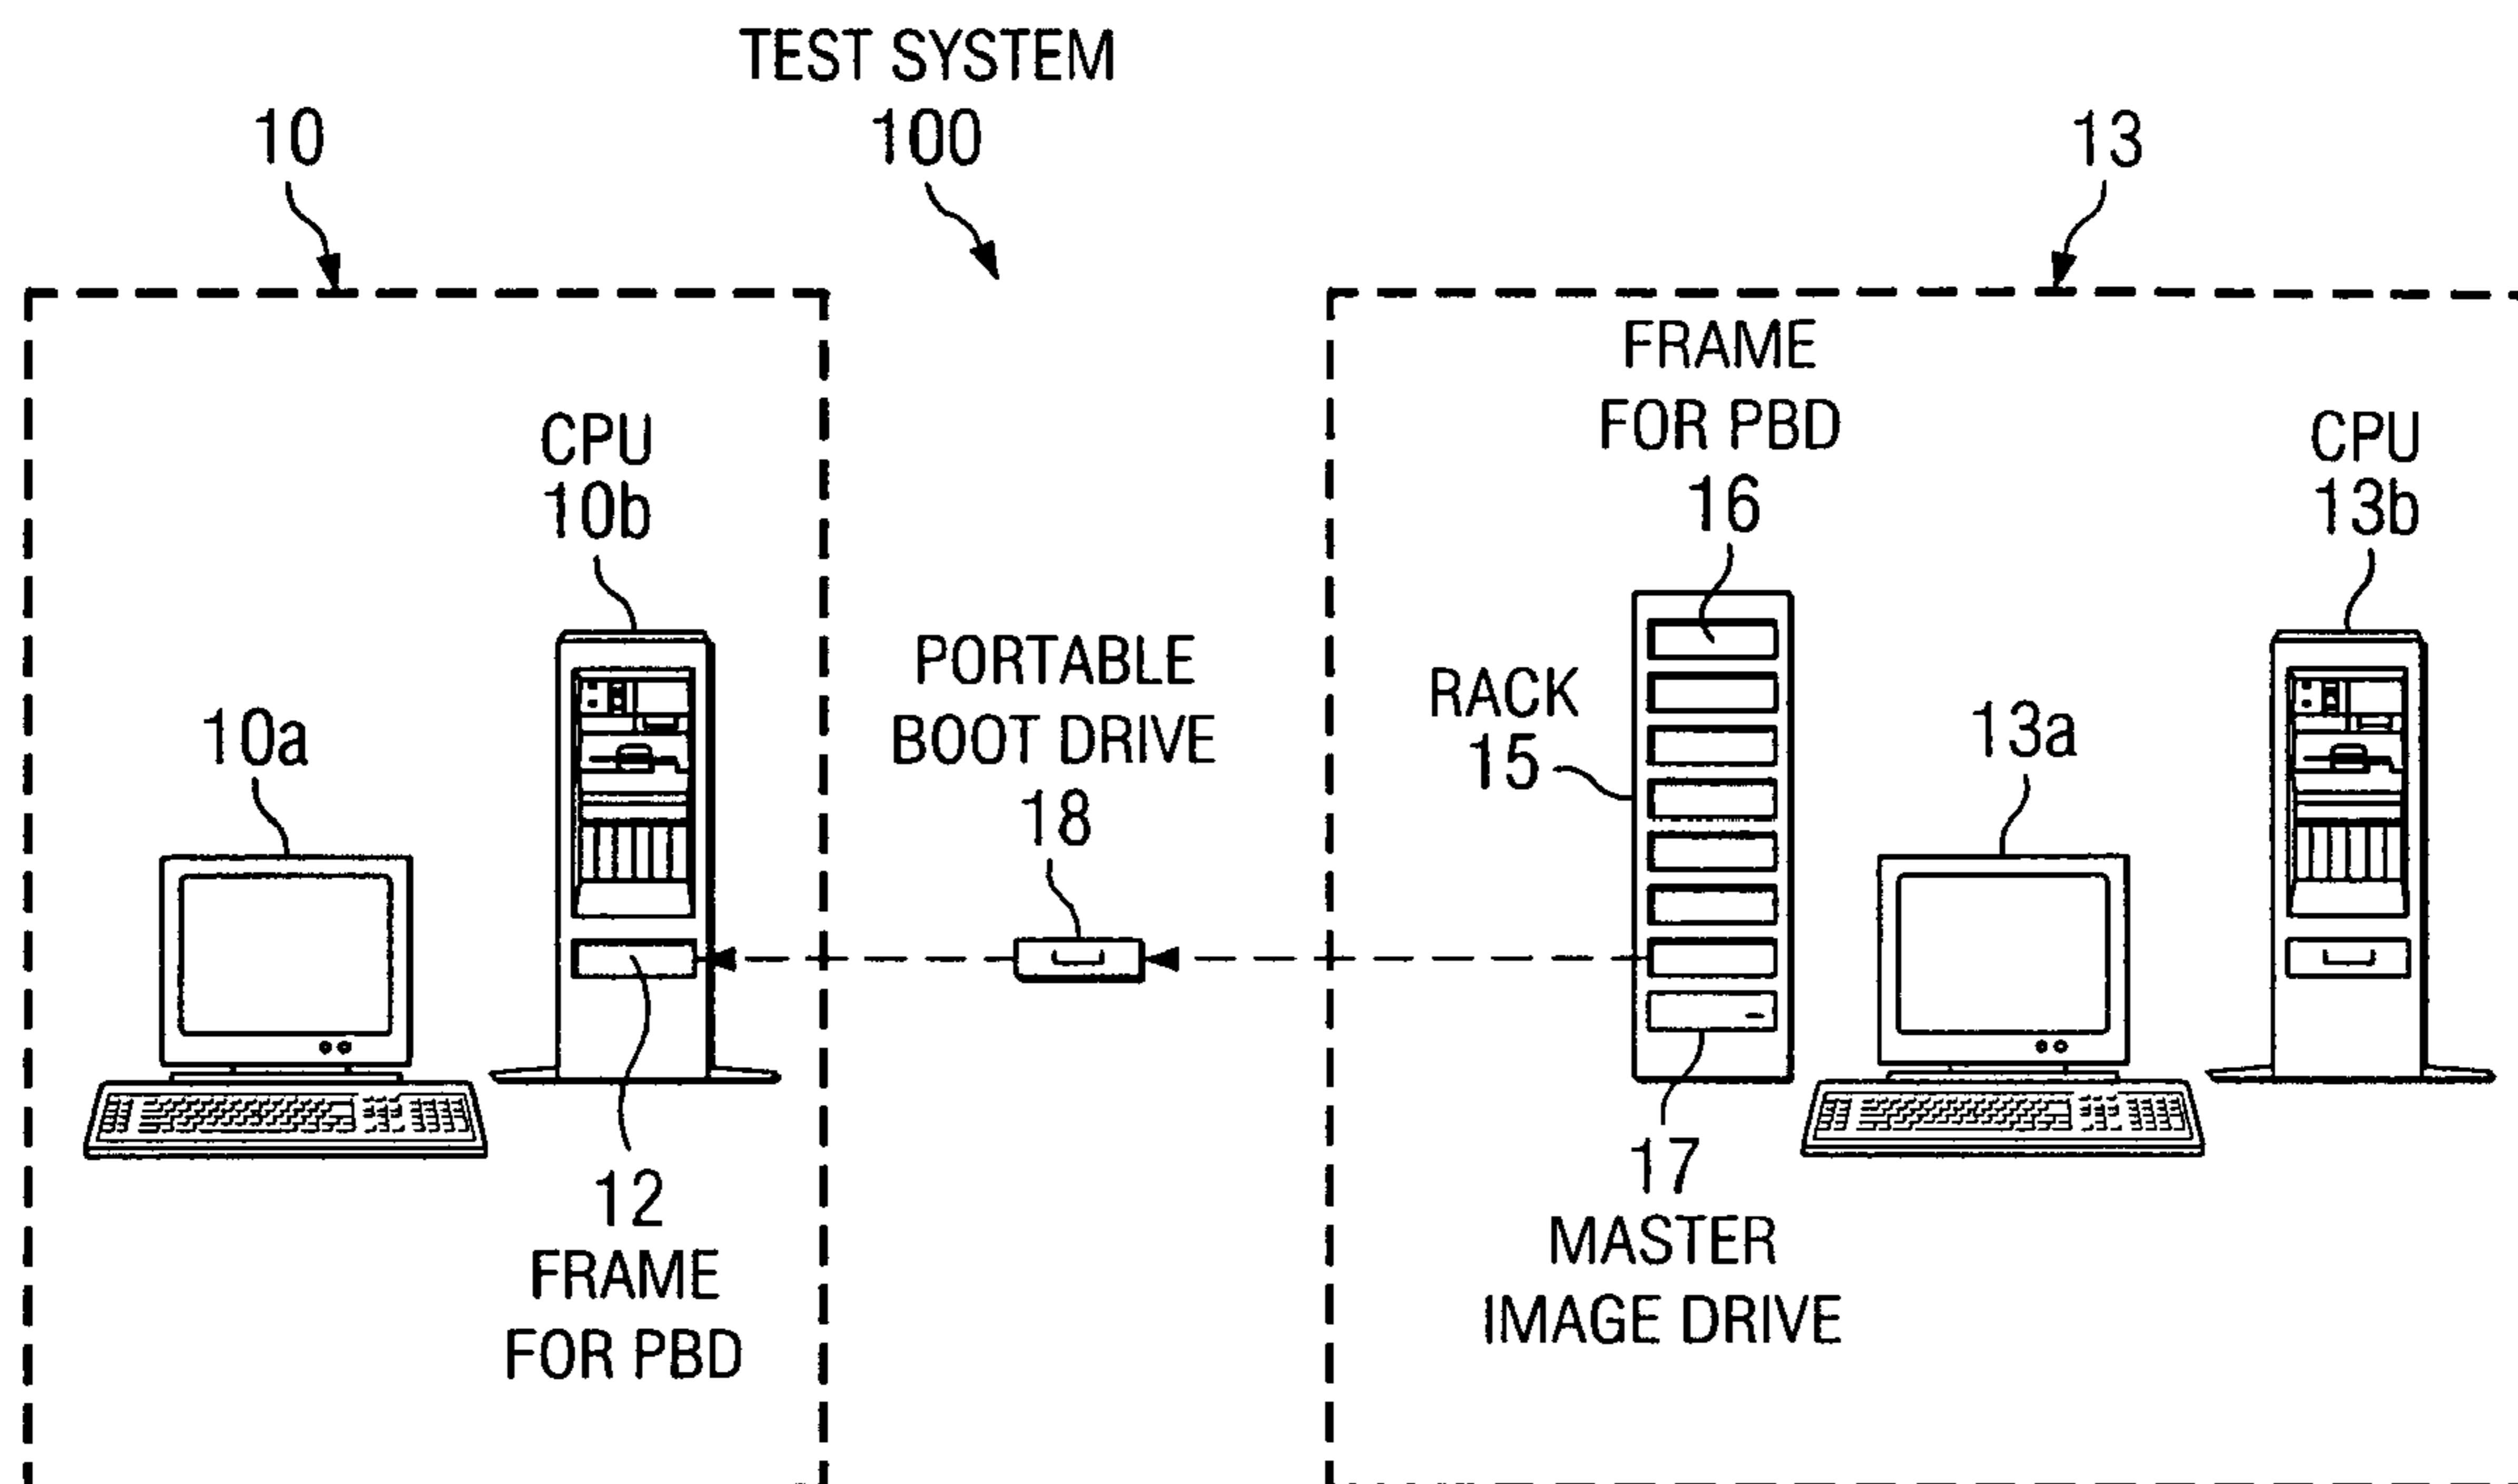 TEST SYSTEM
100
10
13
FRAME
FOR PBD
16
CPU
10b
CPU
13b
PORTABLE
BOOT DRIVE
18
RACK
15
10a
13a
12
FRAME
FOR PBD
17
MASTER
IMAGE DRIVE